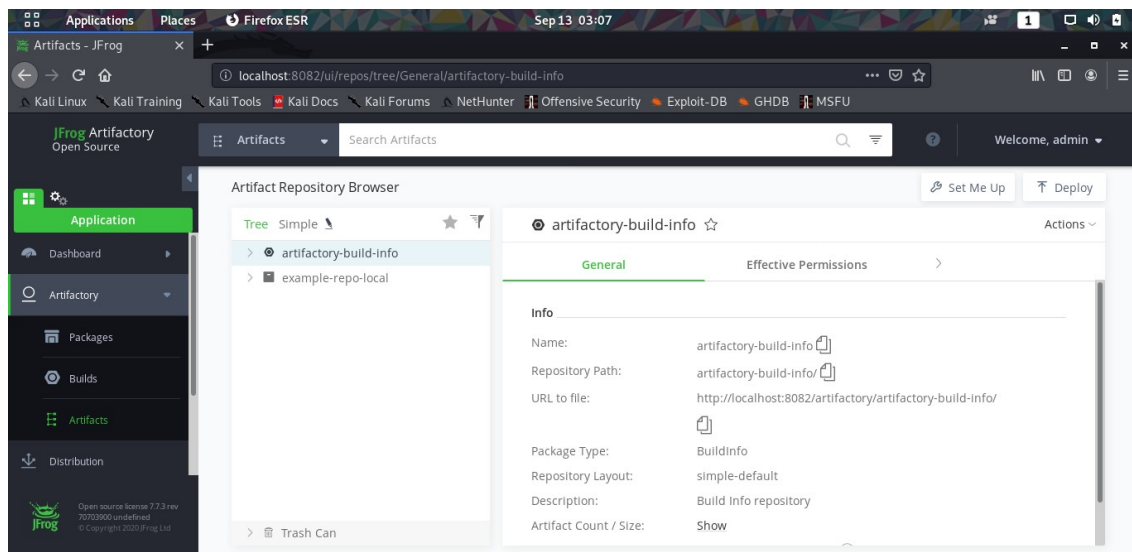 Applications Places Firefox ESR Sep 13 03:07 1
Artifacts - JFrog
localhost:8082/ui/repos/tree/General/artifactory-build-info
Kali Linux Kali Training Kali Tools Kali Docs Kali Forums NetHunter Offensive Security Exploit-DB GHDB MSFU
JFrog Artifactory
Open Source
Artifacts Search Artifacts Welcome, admin
Artifact Repository Browser Set Me Up Deploy
Application
Dashboard
Artifactory
Packages
Builds
Artifacts
Distribution
JFrog
Open source license 7.7.3 rev
70703900 undefined
© Copyright 2020 JFrog Ltd
Tree Simple
artifactory-build-info
example-repo-local
Trash Can
artifactory-build-info Actions
General Effective Permissions
Info
Name: artifactory-build-info
Repository Path: artifactory-build-info/
URL to file: http://localhost:8082/artifactory/artifactory-build-info/
Package Type: BuildInfo
Repository Layout: simple-default
Description: Build Info repository
Artifact Count / Size: Show